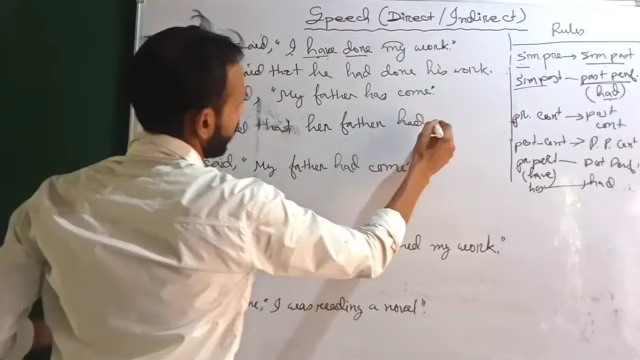 Speech (Direct/Indirect)
said, "I have done my work."
said that he had done his work.
, "My father has come."
that her father had
said, "My father had come"
my work."
, "I was reading a novel".
Rules
Sim pre → Sim past
Sim past — past perf
(had)
pr. cont → past
cont
past-cont → P.P. Cont
pr.perf — Past Perf.
(have
has → had